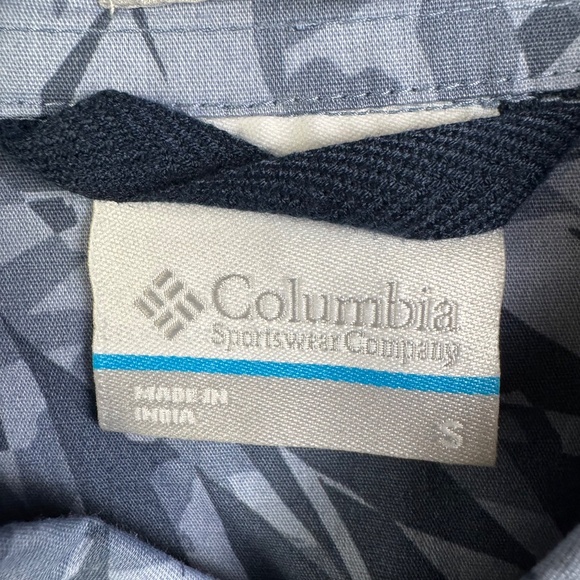 Columbia
Sportswear Company
MADE IN
INDIA
S